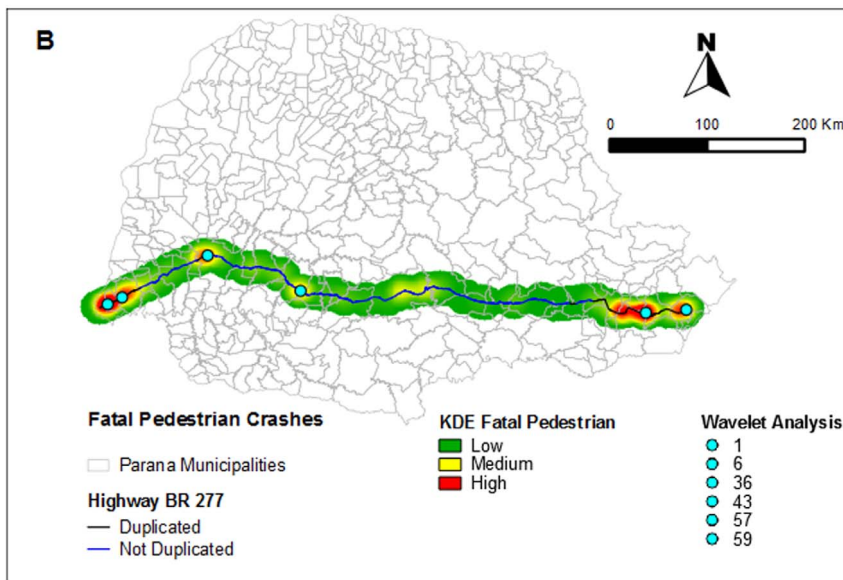 B
N
0 100 200 Km
Fatal Pedestrian Crashes
Parana Municipalities
Highway BR 277
Duplicated
Not Duplicated
KDE Fatal Pedestrian
Low
Medium
High
Wavelet Analysis
1
6
36
43
57
59